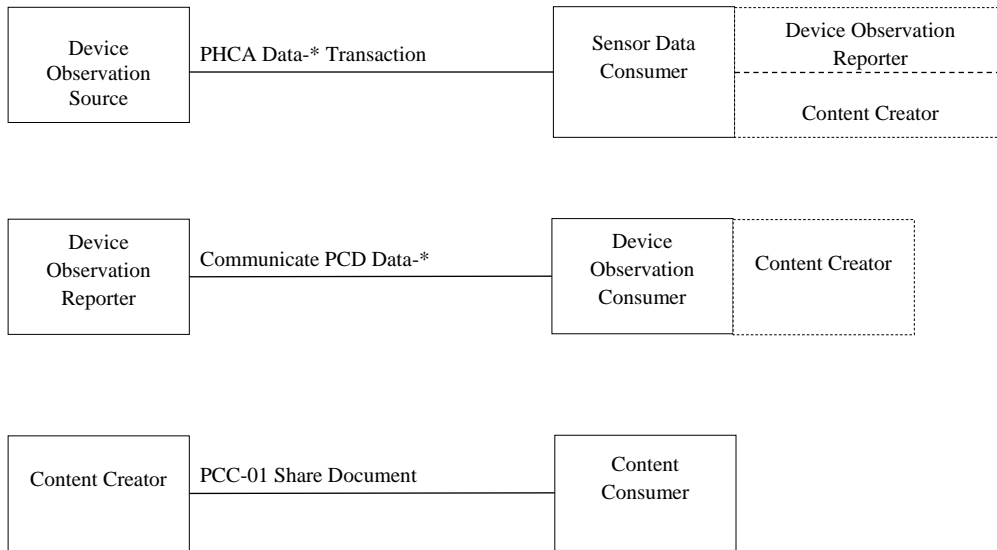 Device
Observation
Source
PHCA Data-* Transaction
Sensor Data
Consumer
Device Observation
Reporter
Content Creator
Device
Observation
Reporter
Communicate PCD Data-*
Device
Observation
Consumer
Content Creator
Content Creator
PCC-01 Share Document
Content
Consumer